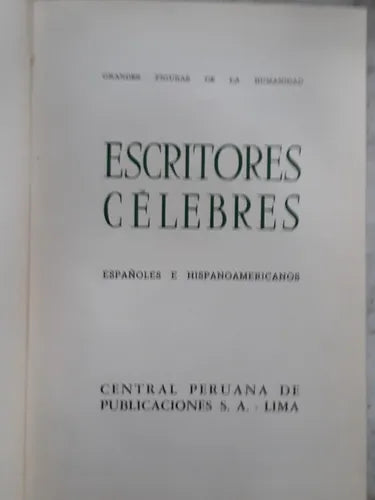 GRANDES FIGURAS DE LA HUMANIDAD
ESCRITORES
CÉLEBRES
ESPAÑOLES E HISPANOAMERICANOS
CENTRAL PERUANA DE
PUBLICACIONES S. A. - LIMA